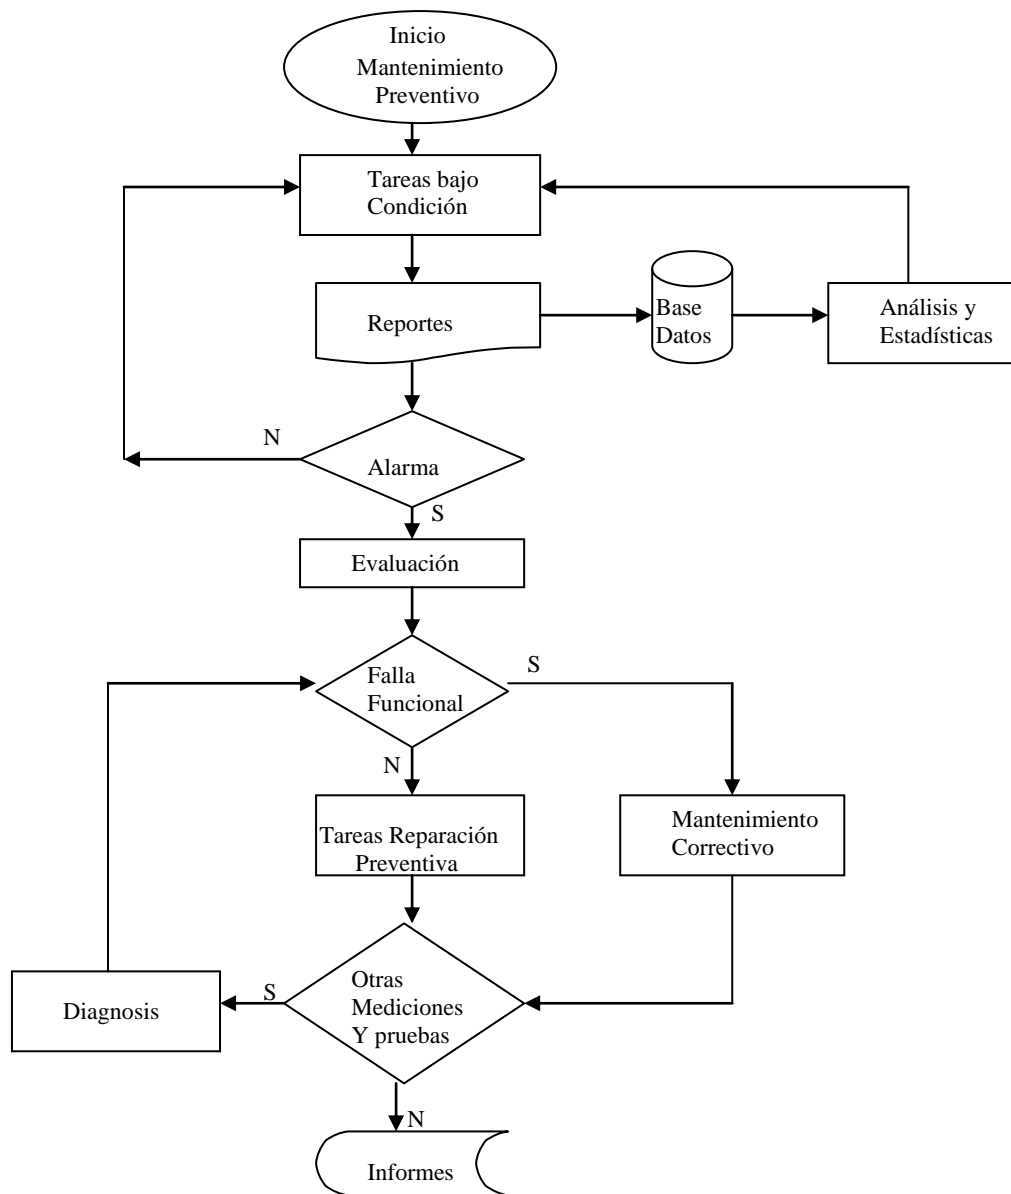 Inicio
Mantenimiento
Preventivo
Tareas bajo
Condición
Reportes
Base
Datos
Análisis y
Estadísticas
N
Alarma
S
Evaluación
Falla
Funcional
S
N
Tareas Reparación
Preventiva
Mantenimiento
Correctivo
Otras
Mediciones
Y pruebas
S
Diagnosis
N
Informes